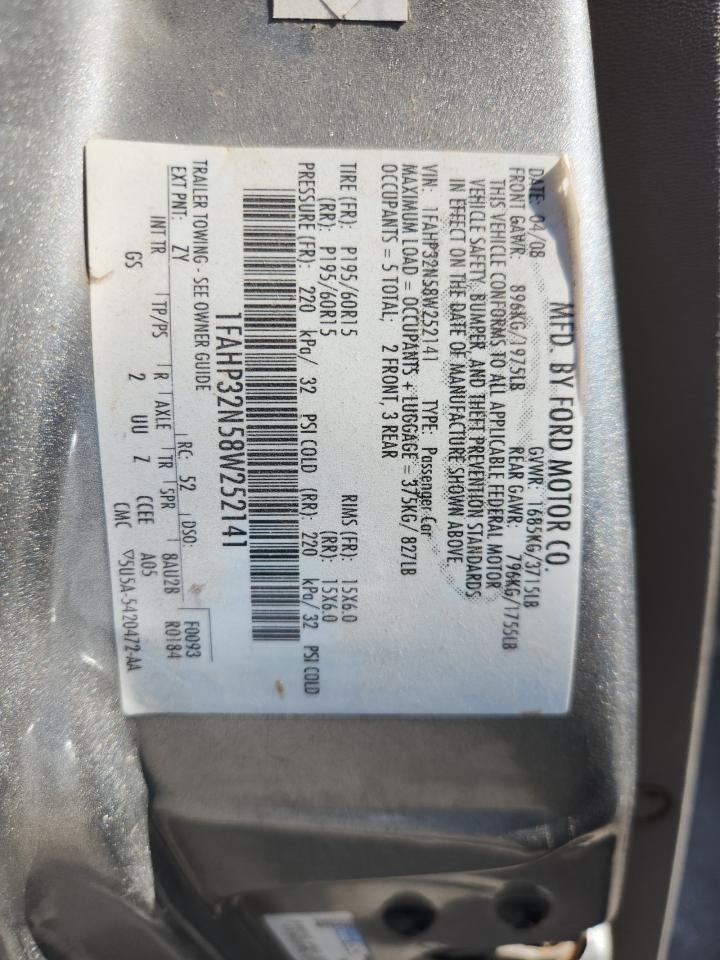 MFD. BY FORD MOTOR CO.
DATE: 04/08 GVWR: 1685KG/3715LB
FRONT GAWR: 896KG/1975LB REAR GAWR: 796KG/1755LB
THIS VEHICLE CONFORMS TO ALL APPLICABLE FEDERAL MOTOR
VEHICLE SAFETY, BUMPER, AND THEFT PREVENTION STANDARDS
IN EFFECT ON THE DATE OF MANUFACTURE SHOWN ABOVE
VIN: 1FAHP32N58W252141 TYPE: Passenger Car
MAXIMUM LOAD = OCCUPANTS + LUGGAGE = 375KG/ 827LB
OCCUPANTS = 5 TOTAL; 2 FRONT, 3 REAR
TIRE (FR): P195/60R15 RIMS (FR): 15X6.0
(RR): P195/60R15 (RR): 15X6.0
PRESSURE (FR): 220 kPa/ 32 PSI COLD (RR): 220 kPa/ 32 PSI COLD
1FAHP32N58W252141
TRAILER TOWING - SEE OWNER GUIDE
EXT PNT: ZY RC: 52 DSO: F0093
R0184
INT TR TP/PS R AXLE TR SPR 8AU2B
GS 2 UU Z CCEE A05
CMC ▽5U5A-5420472-AA